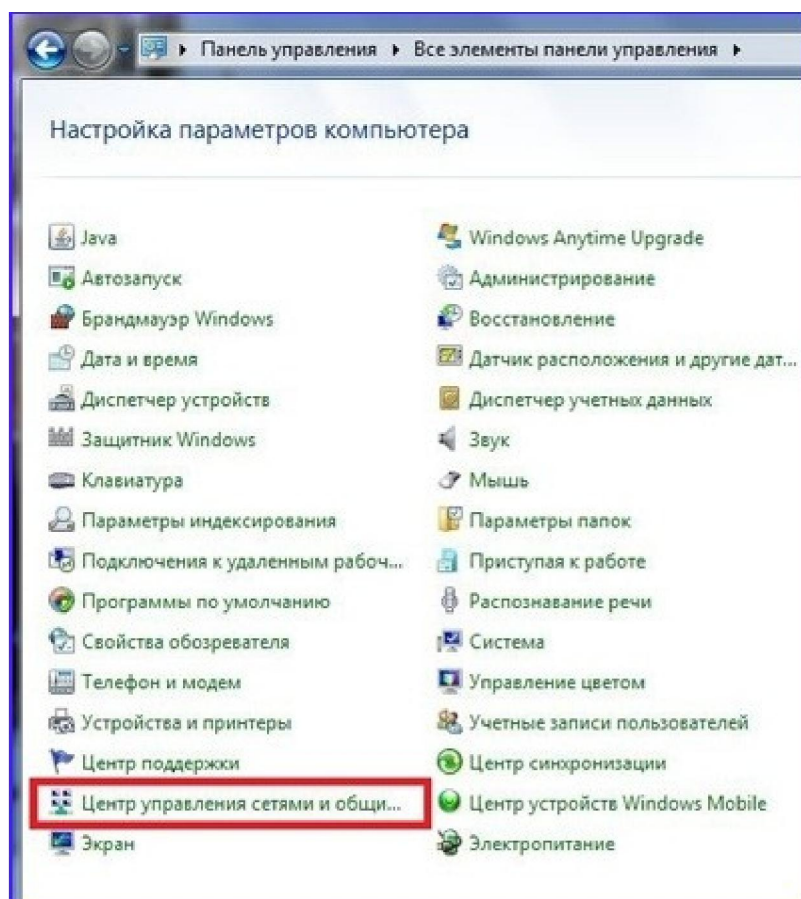 Панель управления ▸ Все элементы панели управления ▸
Настройка параметров компьютера
Java
Windows Anytime Upgrade
Автозапуск
Администрирование
Брандмауэр Windows
Восстановление
Дата и время
Датчик расположения и другие дат...
Диспетчер устройств
Диспетчер учетных данных
Защитник Windows
Звук
Клавиатура
Мышь
Параметры индексирования
Параметры папок
Подключения к удаленным рабоч...
Приступая к работе
Программы по умолчанию
Распознавание речи
Свойства обозревателя
Система
Телефон и модем
Управление цветом
Устройства и принтеры
Учетные записи пользователей
Центр поддержки
Центр синхронизации
Центр управления сетями и общи...
Центр устройств Windows Mobile
Экран
Электропитание